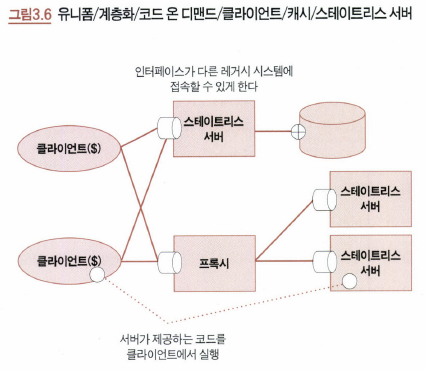 그림3.6 유니폼/계층화/코드 온 디맨드/클라이언트/캐시/스테이트리스 서버
인터페이스가 다른 레거시 시스템에
접속할 수 있게 한다
스테이트리스
서버
클라이언트($)
스테이트리스
서버
클라이언트($)
프록시
스테이트리스
서버
서버가 제공하는 코드를
클라이언트에서 실행